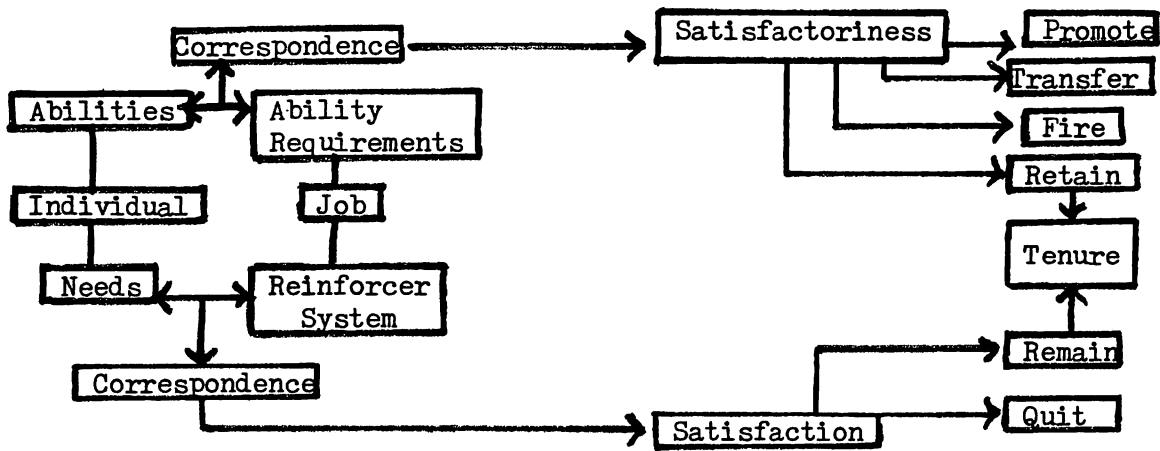 Correspondence
Satisfactoriness
Promote
Transfer
Abilities
Ability
Requirements
Fire
Retain
Individual
Job
Tenure
Needs
Reinforcer
System
Remain
Correspondence
Quit
Satisfaction